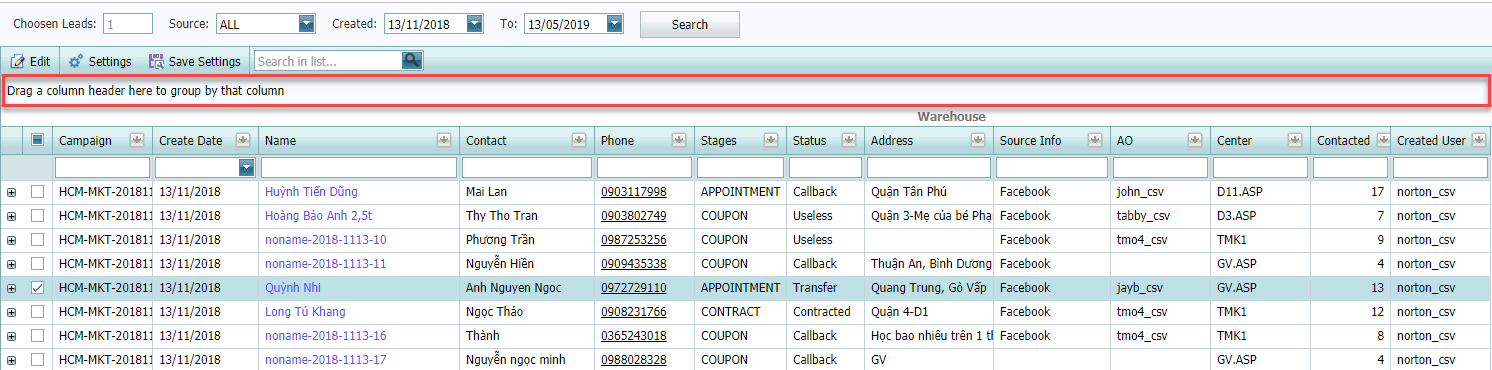 Choosen Leads: 1 Source: ALL Created: 13/11/2018 To: 13/05/2019 Search
Edit Settings Save Settings Search in list...
Drag a column header here to group by that column
Warehouse
Campaign Create Date Name Contact Phone Stages Status Address Source Info AO Center Contacted Created User
HCM-MKT-201811 13/11/2018 Huỳnh Tiến Dũng Mai Lan 0903117998 APPOINTMENT Callback Quận Tân Phú Facebook john_csv D11.ASP 17 norton_csv
HCM-MKT-201811 13/11/2018 Hoàng Bảo Anh 2,5t Thy Tho Tran 0903802749 COUPON Useless Quận 3-Mẹ của bé Phạ Facebook tabby_csv D3.ASP 7 norton_csv
HCM-MKT-201811 13/11/2018 noname-2018-1113-10 Phương Trần 0987253256 COUPON Useless Facebook tmo4_csv TMK1 9 norton_csv
HCM-MKT-201811 13/11/2018 noname-2018-1113-11 Nguyễn Hiền 0909435338 COUPON Callback Thuận An, Bình Dương Facebook GV.ASP 4 norton_csv
HCM-MKT-201811 13/11/2018 Quỳnh Nhi Anh Nguyen Ngoc 0972729110 APPOINTMENT Transfer Quang Trung, Gò Vấp Facebook jayb_csv GV.ASP 13 norton_csv
HCM-MKT-201811 13/11/2018 Long Tú Khang Ngọc Thảo 0908231766 CONTRACT Contracted Quận 4-D1 Facebook tmo4_csv TMK1 12 norton_csv
HCM-MKT-201811 13/11/2018 noname-2018-1113-16 Thành 0365243018 COUPON Callback Học bao nhiêu trên 1 th Facebook tmo4_csv TMK1 8 norton_csv
HCM-MKT-201811 13/11/2018 noname-2018-1113-17 Nguyễn ngọc minh 0988028328 COUPON Callback GV Facebook GV.ASP 4 norton_csv